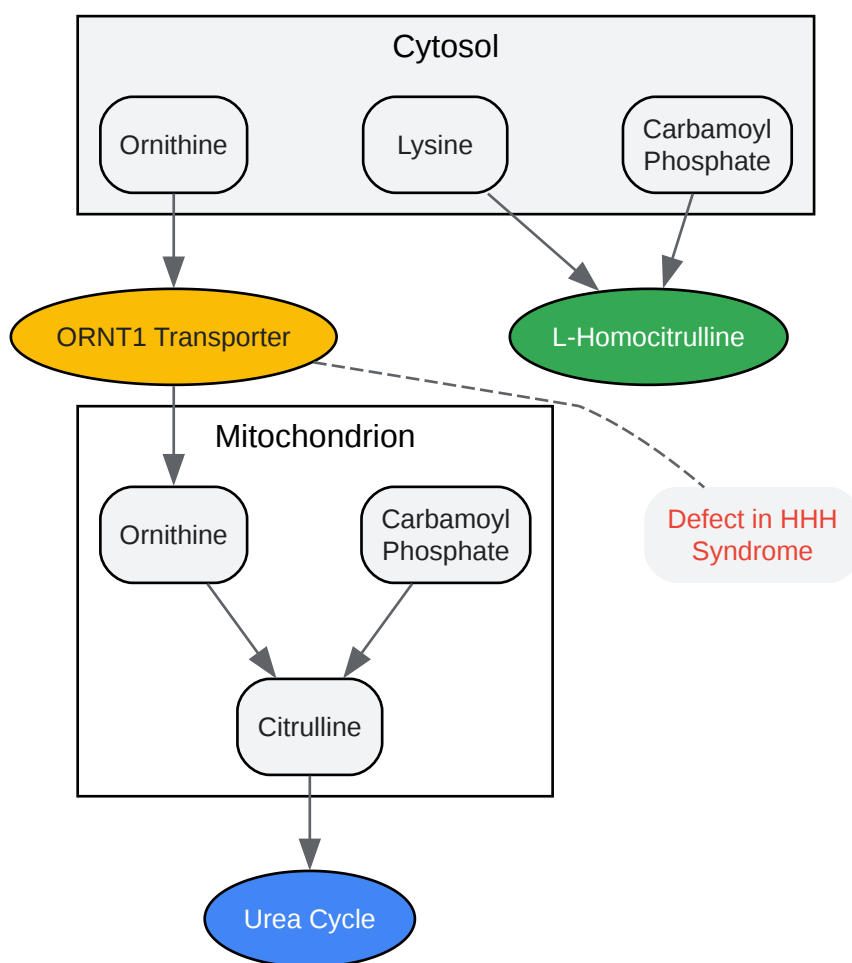 Cytosol
Ornithine
Lysine
Carbamoyl
Phosphate
ORNT1 Transporter
L-Homocitrulline
Mitochondrion
Ornithine
Carbamoyl
Phosphate
Defect in HHH
Syndrome
Citrulline
Urea Cycle